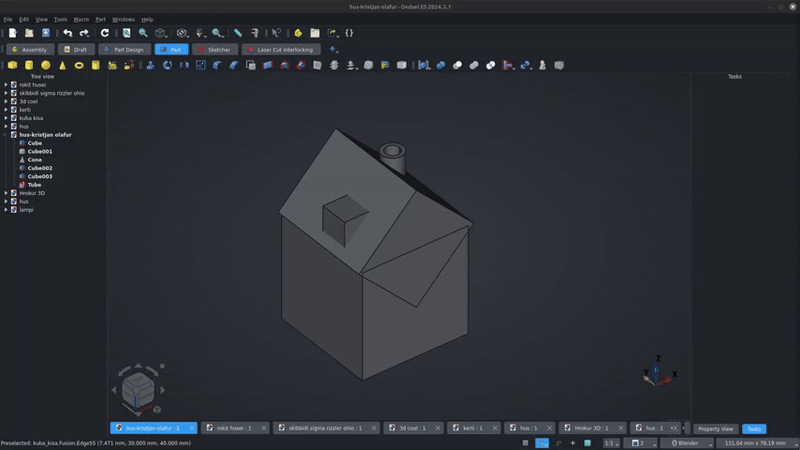 hus-kristjan olafur - Ondsel ES 2024.2.1
File Edit View Tools Macro Part Windows Help
Assembly Draft Part Design Part Sketcher Laser Cut Interlocking
Tree view
Tasks
rokit husei
skibbidi sigma rizzler ohio
3d cool
kerti
kuba kisa
hus
hus-kristjan olafur
Cube
Cube001
Cone
Cube002
Cube003
Tube
Hrokur 3D
hus
lampi
Z
Y
X
hus-kristjan olafur : 1
rokit husei : 1
skibbidi sigma rizzler ohio : 1
3d cool : 1
kerti : 1
hus : 1
Hrokur 3D : 1
hus : 1
Property View
Tasks
Preselected: kuba_kisa.Fusion.Edge55 (7.471 mm, 30.000 mm, 40.000 mm)
1:1
2
Blender
131.04 mm x 78.19 mm